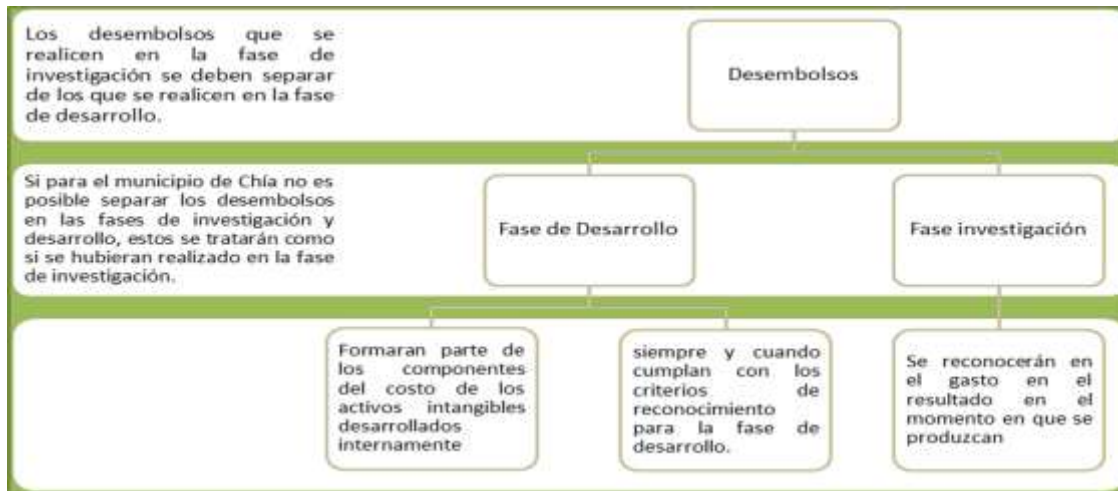 Los desembolsos que se
realicen en la fase de
investigación se deben separar
de los que se realicen en la fase
de desarrollo.
Desembolsos
Si para el municipio de Chía no es
posible separar los desembolsos
en las fases de investigación y
desarrollo, estos se tratarán como
si se hubieran realizado en la fase
de investigación.
Fase de Desarrollo
Fase investigación
Formaran parte de
los componentes
del costo de los
activos intangibles
desarrollados
internamente
siempre y cuando
cumplan con los
criterios de
reconocimiento
para la fase de
desarrollo.
Se reconocerán en
el gasto en el
resultado en el
momento en que se
produzcan